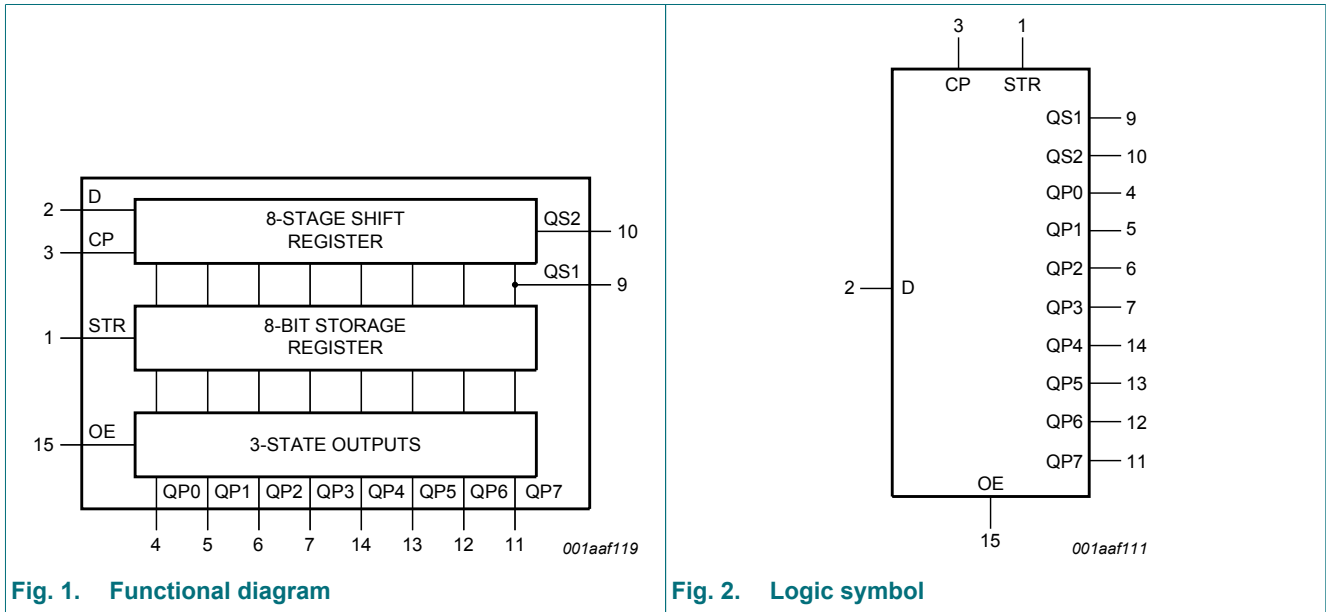 D
2
8-STAGE SHIFT
REGISTER
QS2
10
CP
3
QS1
9
STR
1
8-BIT STORAGE
REGISTER
OE
15
3-STATE OUTPUTS
QP0 QP1 QP2 QP3 QP4 QP5 QP6 QP7
4 5 6 7 14 13 12 11
001aaf119
Fig. 1. Functional diagram
3 1
CP STR
QS1 9
QS2 10
QP0 4
QP1 5
QP2 6
2 D
QP3 7
QP4 14
QP5 13
QP6 12
QP7 11
OE
15
001aaf111
Fig. 2. Logic symbol